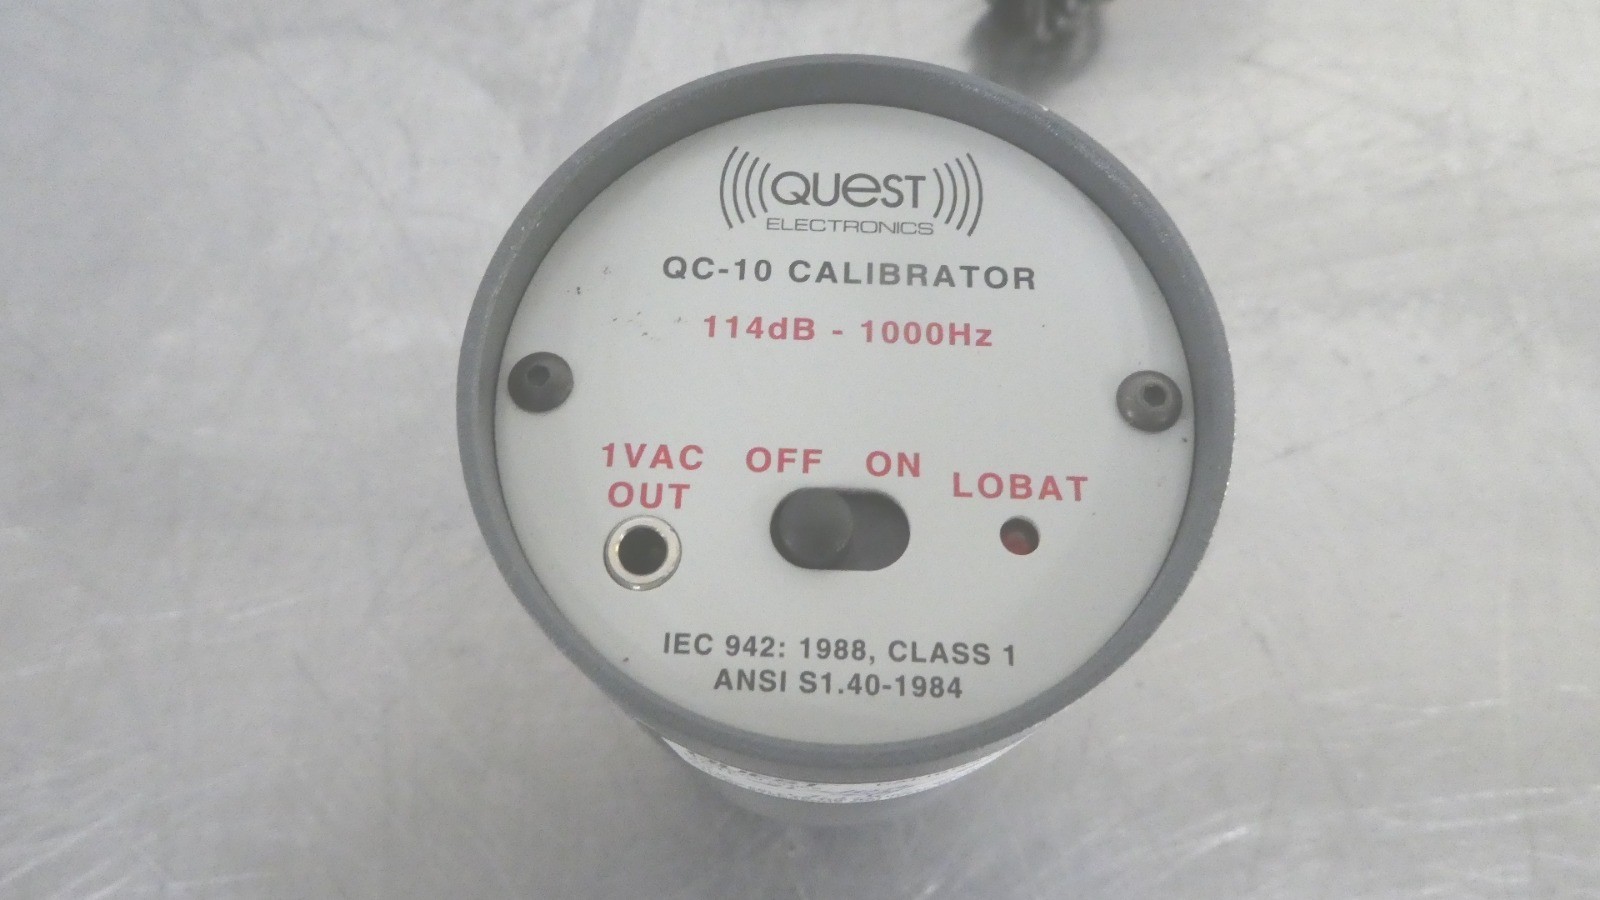 QUEST
ELECTRONICS
QC-10 CALIBRATOR
114dB - 1000Hz
1VAC OUT
OFF ON
LOBAT
IEC 942: 1988, CLASS 1
ANSI S1.40-1984